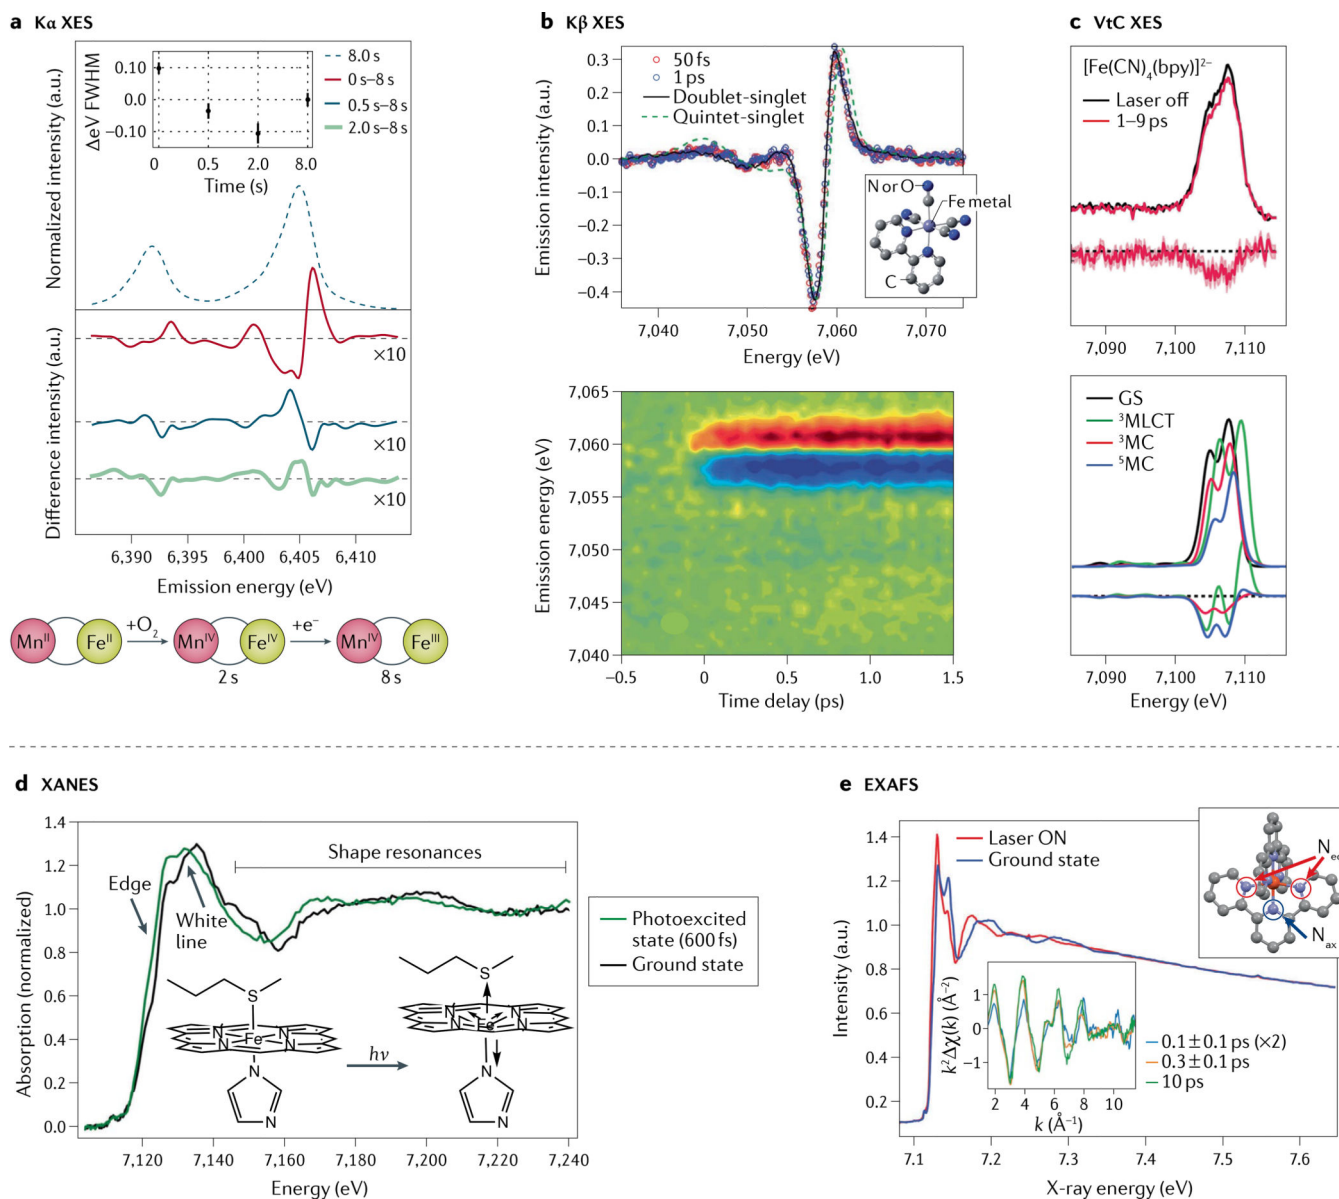 a Kα XES
Normalized intensity (a.u.)
Difference intensity (a.u.)
ΔeV FWHM
0.10
0.0
−0.10
0
0.5
2.0
8.0
Time (s)
8.0 s
0 s–8 s
0.5 s–8 s
2.0 s–8 s
×10
×10
×10
6,390
6,395
6,400
6,405
6,410
Emission energy (eV)
Mn^II
Fe^II
+O₂
Mn^IV
Fe^IV
2 s
+e⁻
Mn^IV
Fe^III
8 s
b Kβ XES
Emission intensity (a.u.)
0.3
0.2
0.1
0.0
−0.1
−0.2
−0.3
−0.4
50 fs
1 ps
Doublet-singlet
Quintet-singlet
N or O
Fe metal
C
7,040
7,050
7,060
7,070
Energy (eV)
Emission energy (eV)
7,065
7,060
7,055
7,050
7,045
7,040
−0.5
0
0.5
1.0
1.5
Time delay (ps)
c VtC XES
[Fe(CN)₄(bpy)]²⁻
Laser off
1–9 ps
7,090
7,100
7,110
GS
³MLCT
³MC
⁵MC
7,090
7,100
7,110
Energy (eV)
d XANES
Absorption (normalized)
1.4
1.2
1.0
0.8
0.6
0.4
0.2
0.0
Edge
White
line
Shape resonances
Photoexcited
state (600 fs)
Ground state
S
N
N
Fe
N
N
N
N
hν
S
N
N
Fe
N
N
N
N
7,120
7,140
7,160
7,180
7,200
7,220
7,240
Energy (eV)
e EXAFS
Intensity (a.u.)
1.4
1.2
1.0
0.8
0.6
0.4
0.2
Laser ON
Ground state
N
N_ax
k²Δχ(k) (Å⁻²)
1
0
−1
2
4
6
8
10
k (Å⁻¹)
0.1 ± 0.1 ps (×2)
0.3 ± 0.1 ps
10 ps
7.1
7.2
7.3
7.4
7.5
7.6
X-ray energy (eV)